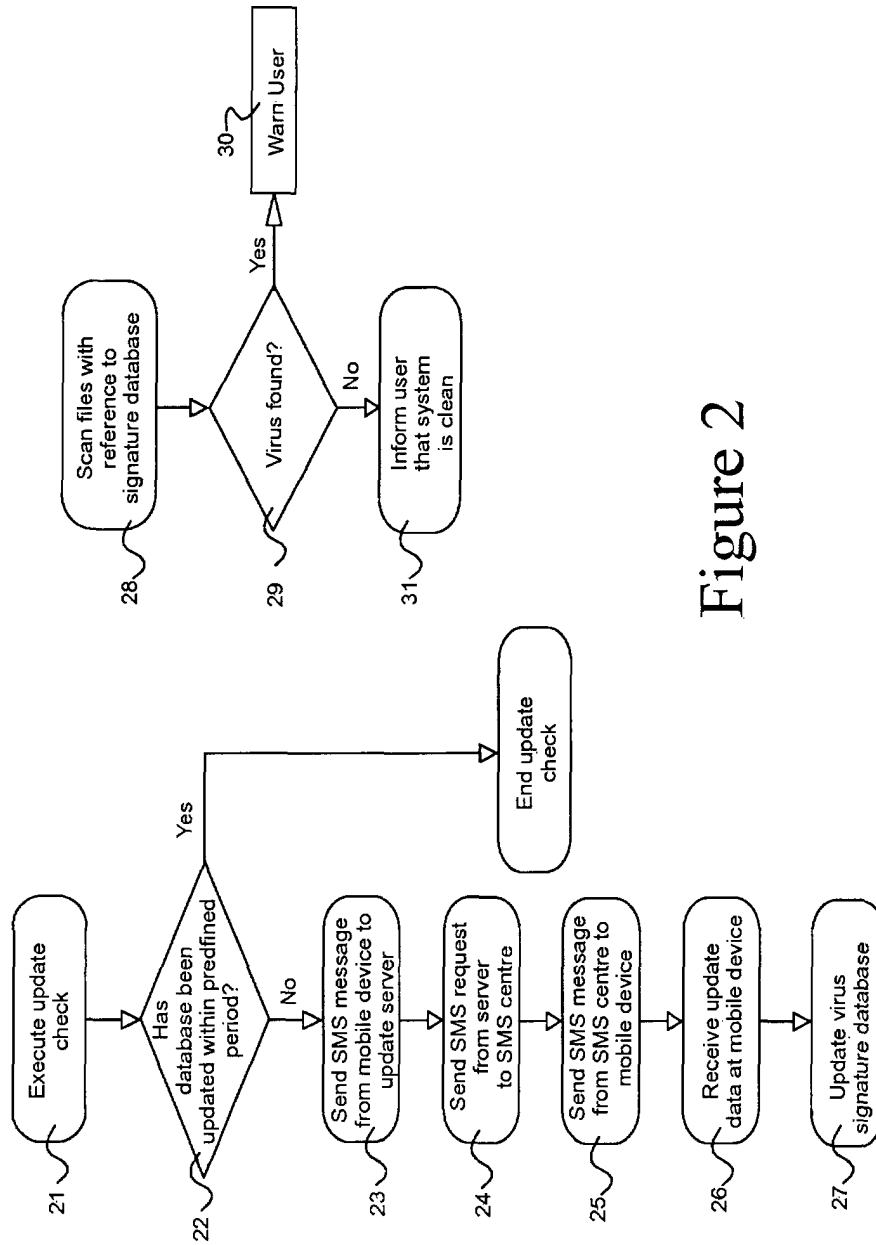 21
Execute update
check
22
Has
database been
updated within predfined
period?
Yes
No
End update
check
23
Send SMS message
from mobile device to
update server
24
Send SMS request
from server
to SMS centre
25
Send SMS message
from SMS centre to
mobile device
26
Receive update
data at mobile device
27
Update virus
signature database
28
Scan files with
reference to
signature database
29
Virus found?
Yes
30
Warn User
No
31
Inform user
that system
is clean
Figure 2